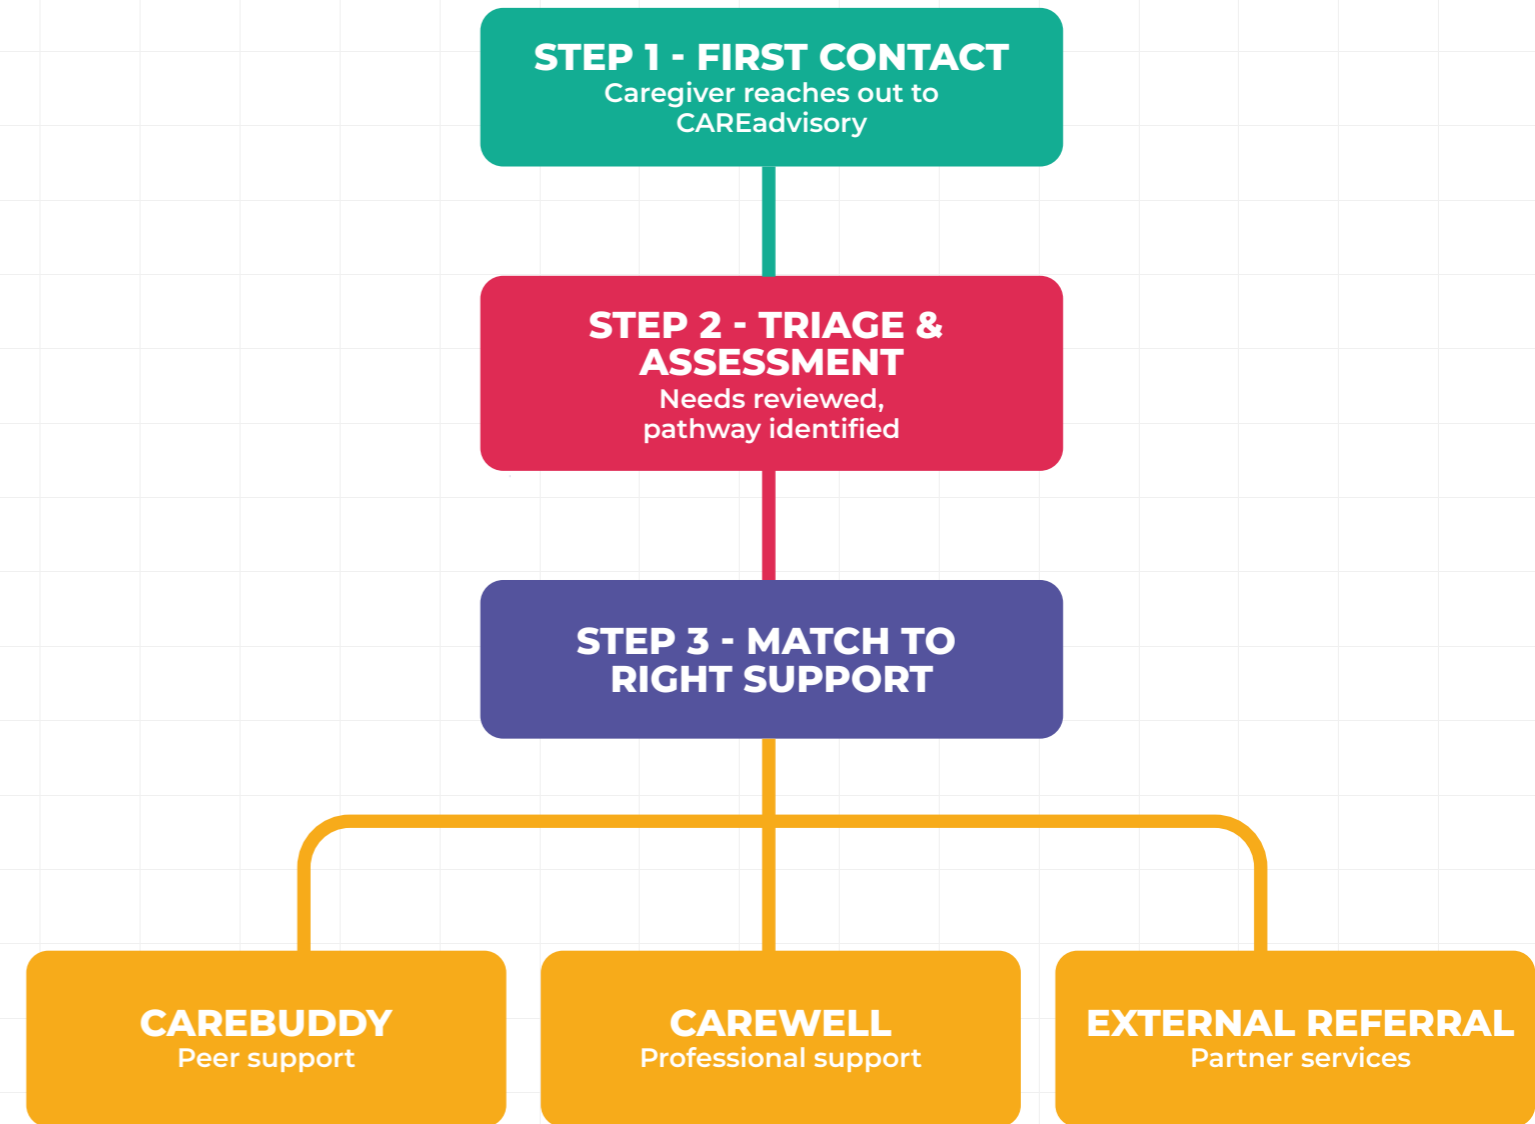 STEP 1 - FIRST CONTACT
Caregiver reaches out to
CAREadvisory
STEP 2 - TRIAGE &
ASSESSMENT
Needs reviewed,
pathway identified
STEP 3 - MATCH TO
RIGHT SUPPORT
CAREBUDDY
Peer support
CAREWELL
Professional support
EXTERNAL REFERRAL
Partner services